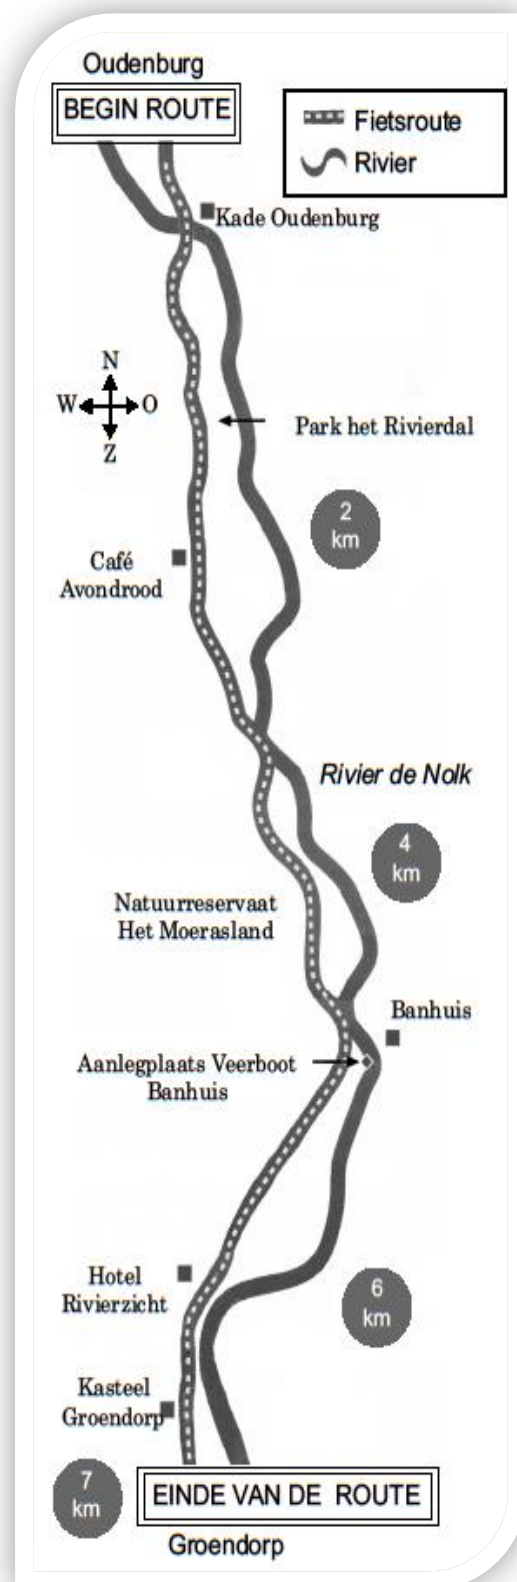 Oudenburg
BEGIN ROUTE
Fietsroute
Rivier
Kade Oudenburg
N
W O
Z
Park het Rivierdal
2
km
Café
Avondrood
Rivier de Nolk
4
km
Natuurreservaat
Het Moerasland
Banhuis
Aanlegplaats Veerboot
Banhuis
Hotel
Rivierzicht
6
km
Kasteel
Groendorp
7
km
EINDE VAN DE ROUTE
Groendorp